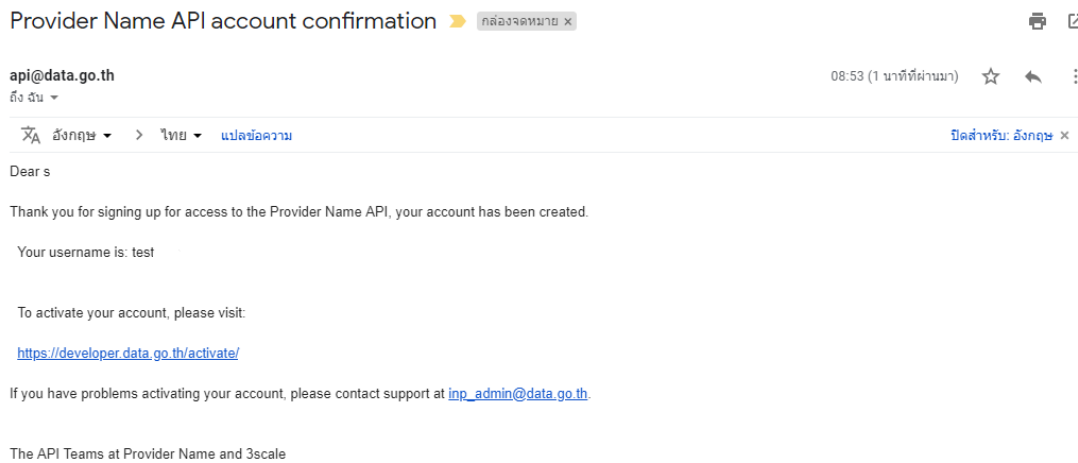 Provider Name API account confirmation กล่องจดหมาย ×
api@data.go.th 08:53 (1 นาทีที่ผ่านมา)
ถึง ฉัน
อังกฤษ > ไทย แปลข้อความ ปิดสำหรับ: อังกฤษ ×
Dear s
Thank you for signing up for access to the Provider Name API, your account has been created.
Your username is: test
To activate your account, please visit:
https://developer.data.go.th/activate/
If you have problems activating your account, please contact support at inp_admin@data.go.th.
The API Teams at Provider Name and 3scale